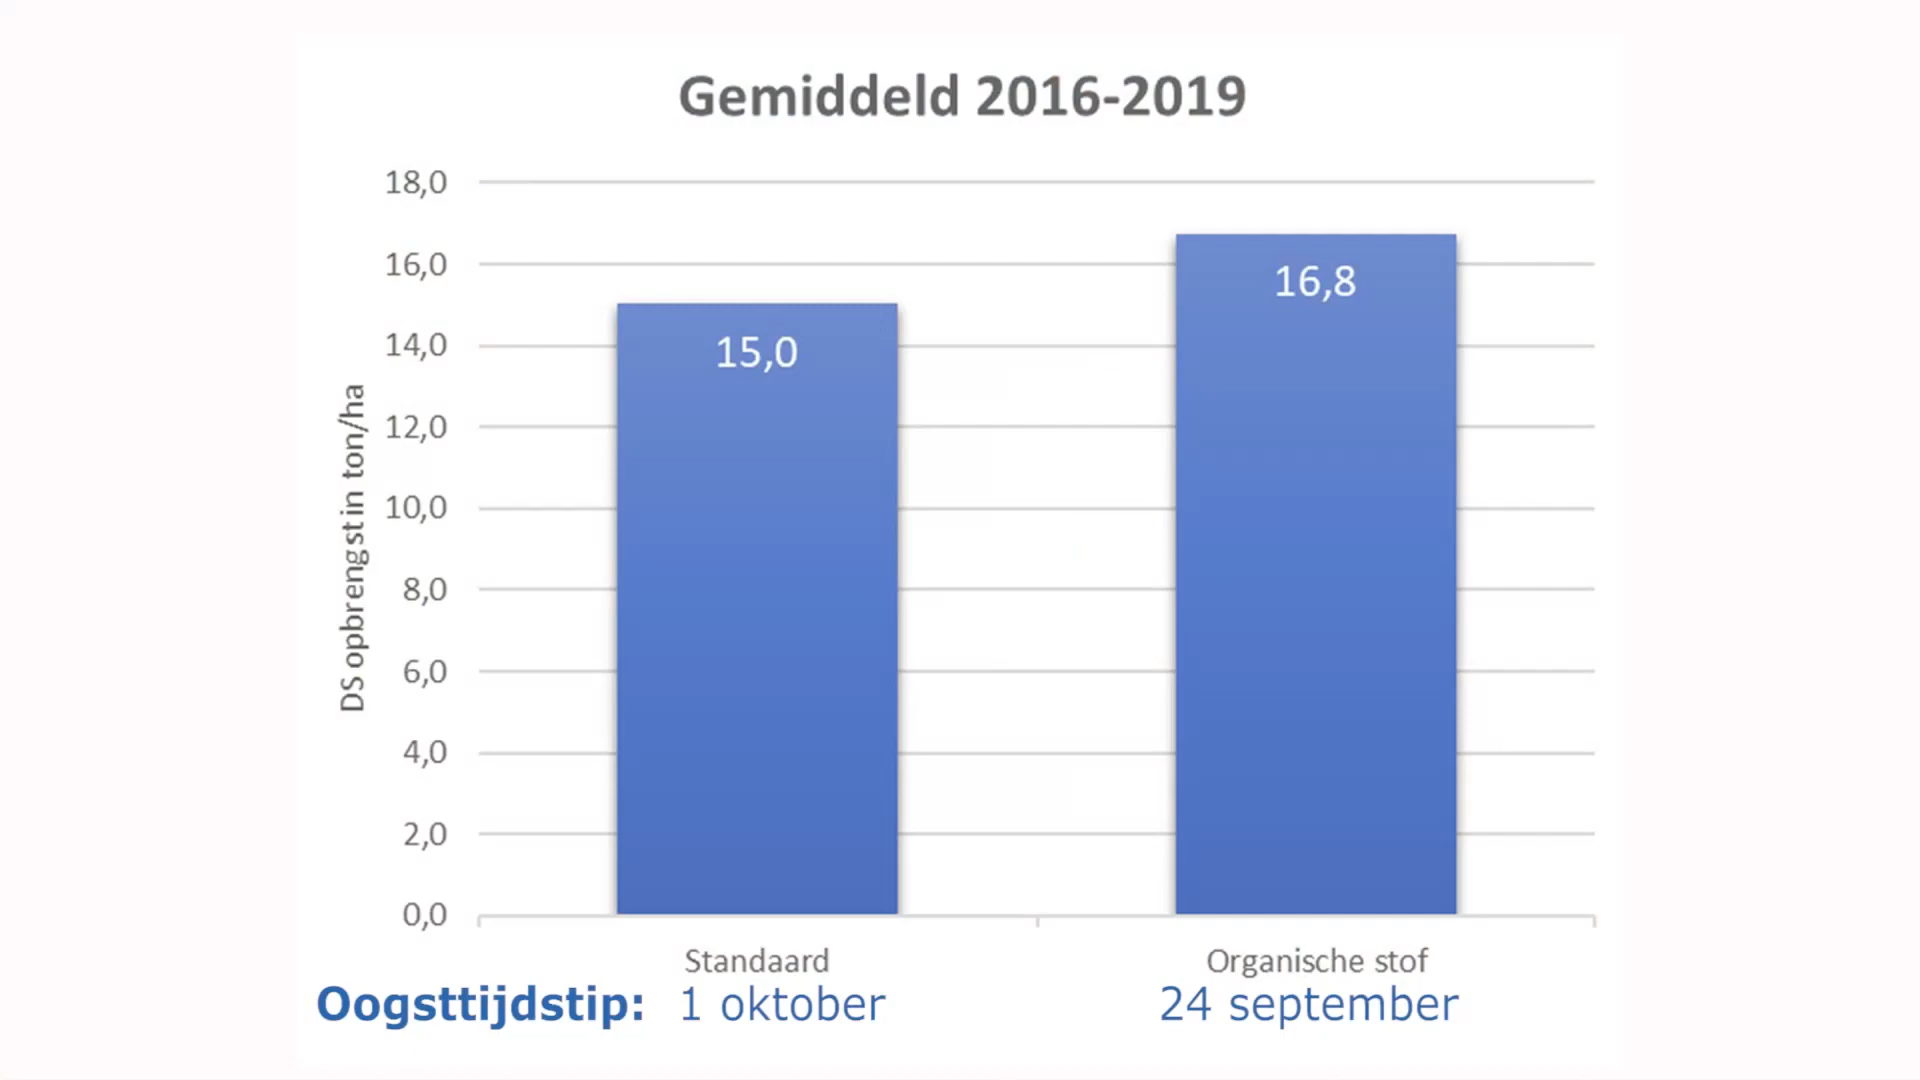 Gemiddeld 2016-2019
18,0
16,0
14,0
12,0
10,0
8,0
6,0
4,0
2,0
0,0
DS opbrengst in ton/ha
15,0
16,8
Standaard
Organische stof
Oogsttijdstip: 1 oktober 24 september